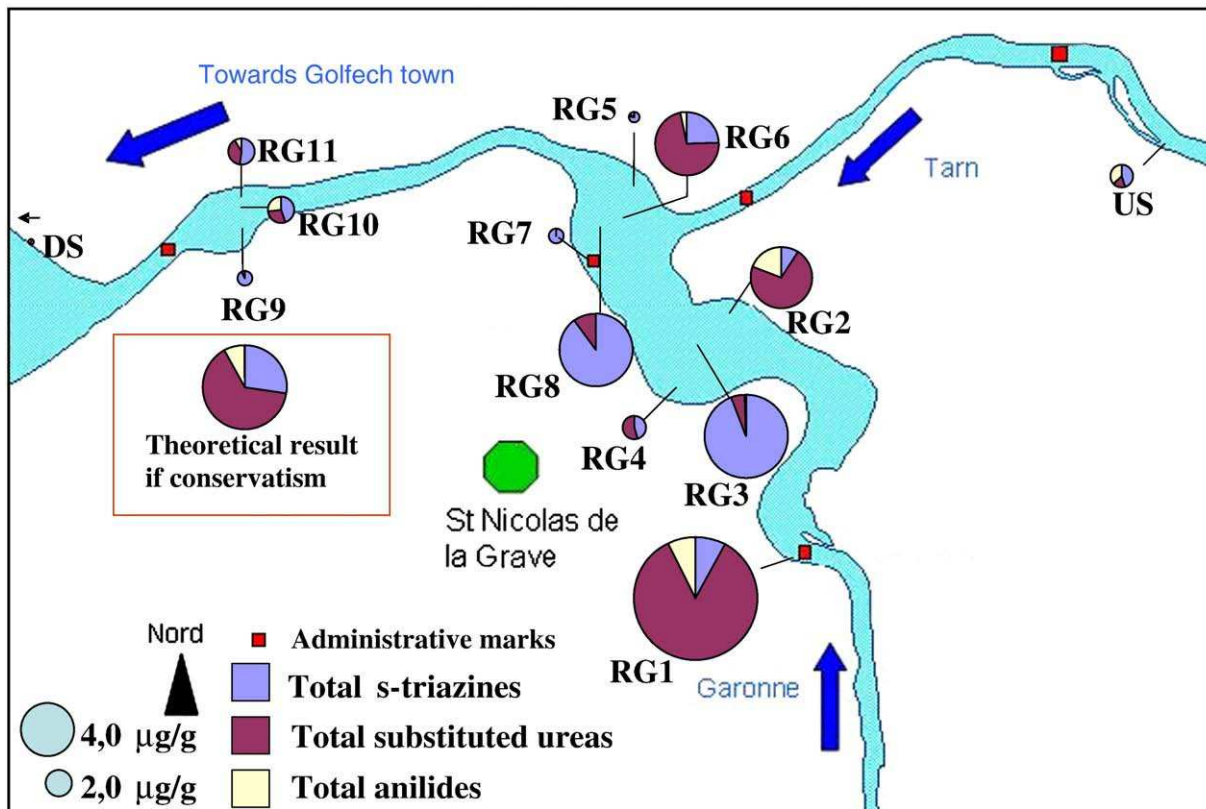 Towards Golfech town
RG5
RG6
RG11
Tarn
US
RG10
RG7
DS
RG9
RG2
RG8
Theoretical result
if conservatism
RG4
RG3
St Nicolas de
la Grave
Nord
Administrative marks
RG1
Garonne
Total s-triazines
4,0 µg/g
Total substituted ureas
2,0 µg/g
Total anilides